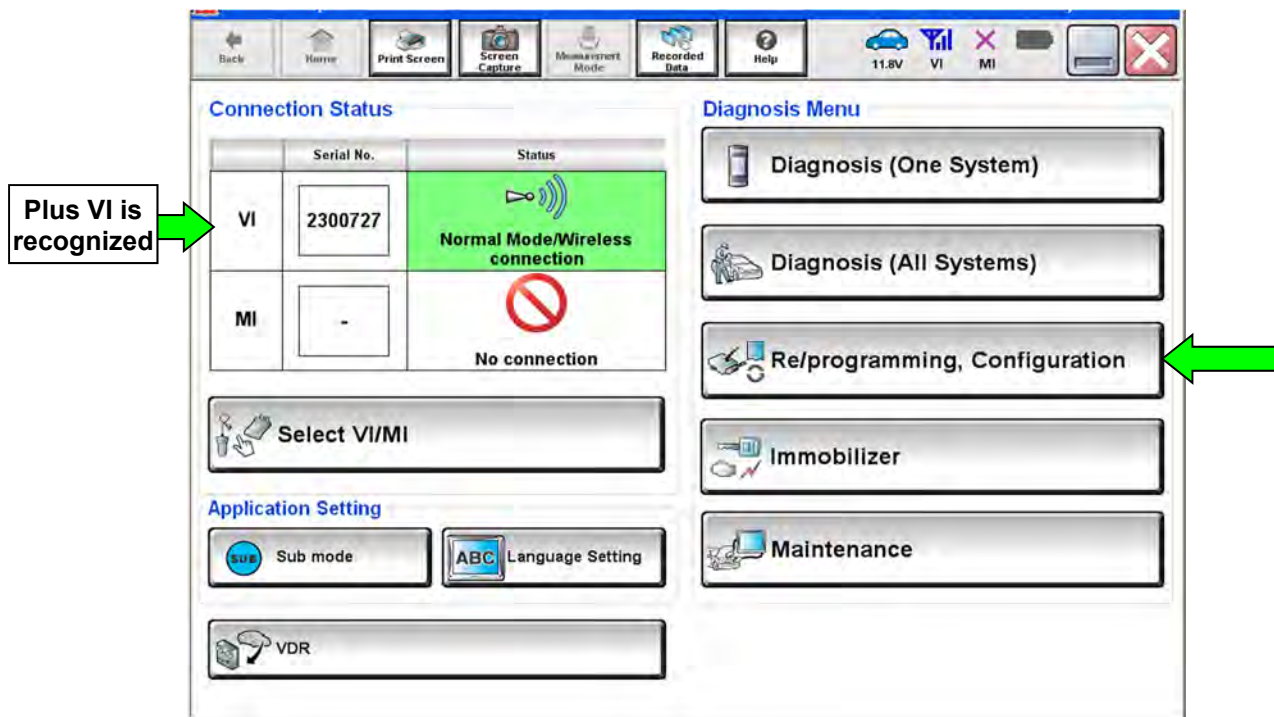 Back
Home
Print Screen
Screen
Capture
Measurement
Mode
Recorded
Data
Help
11.8V
VI
MI
Connection Status
Serial No.
Status
Plus VI is
recognized
VI
2300727
Normal Mode/Wireless
connection
MI
-
No connection
Select VI/MI
Application Setting
SUB
Sub mode
ABC
Language Setting
VDR
Diagnosis Menu
Diagnosis (One System)
Diagnosis (All Systems)
Re/programming, Configuration
Immobilizer
Maintenance